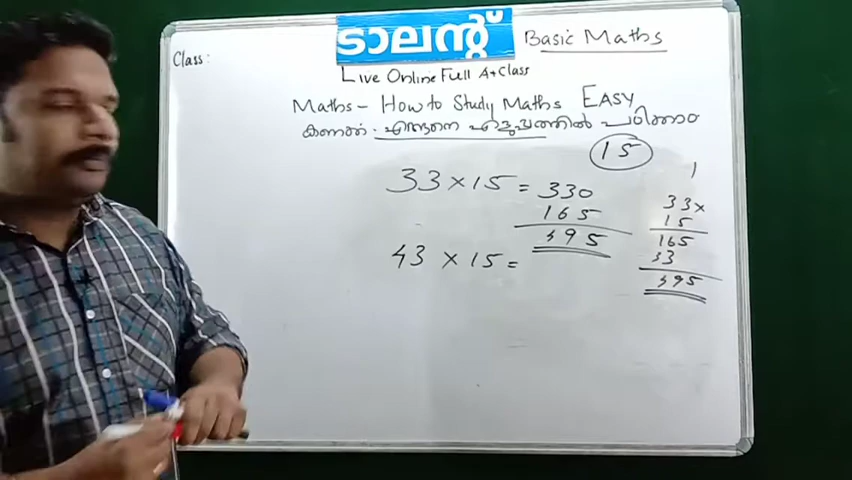 Class:
ടാലന്റ്
Basic Maths
Live Online Full A+ Class
Maths - How to Study Maths EASY
കണക്ക് എങ്ങനെ എളുപ്പത്തിൽ പഠിക്കാം
15
33 × 15 = 330
165
495
43 × 15 =
1
33 ×
15
165
33
495